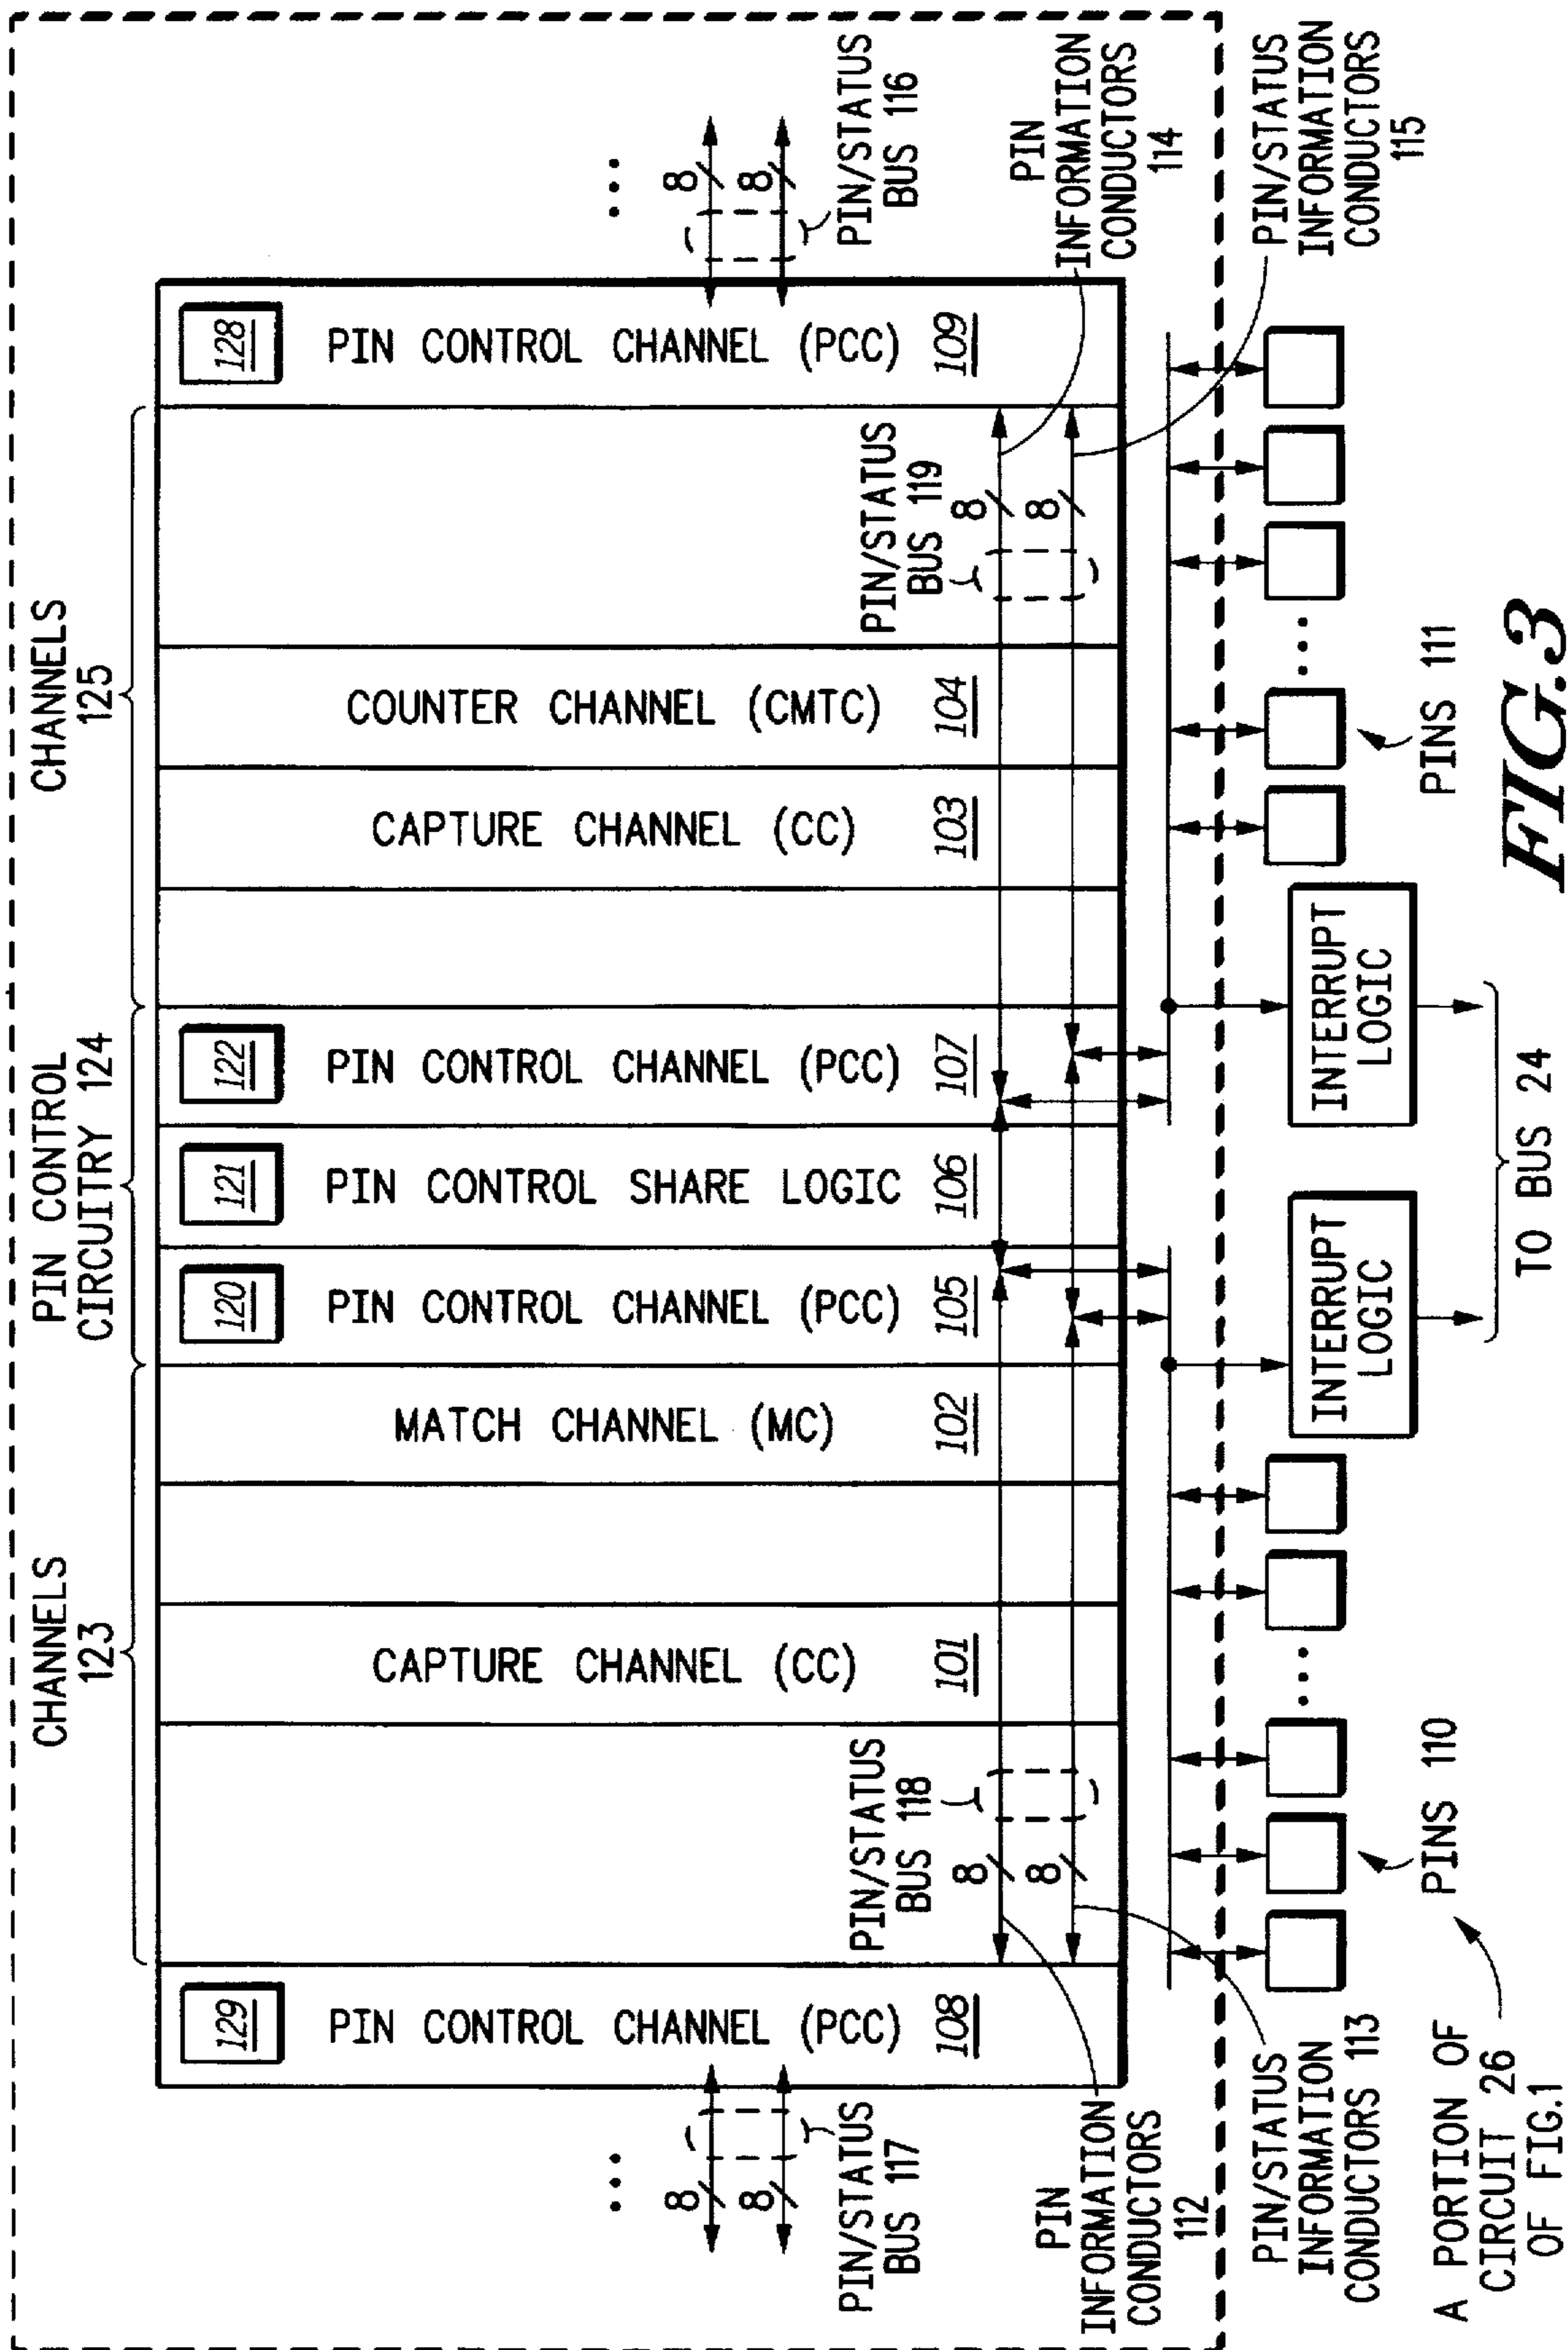 CHANNELS
123
PIN CONTROL
CIRCUITRY 124
CHANNELS
125
129
PIN CONTROL CHANNEL (PCC) 108
CAPTURE CHANNEL (CC) 101
MATCH CHANNEL (MC) 102
120
PIN CONTROL CHANNEL (PCC) 105
121
PIN CONTROL SHARE LOGIC 106
122
PIN CONTROL CHANNEL (PCC) 107
CAPTURE CHANNEL (CC) 103
COUNTER CHANNEL (CMTC) 104
128
PIN CONTROL CHANNEL (PCC) 109
...
8
8
PIN/STATUS
BUS 117
PIN/STATUS
BUS 118
8
8
PIN/STATUS
BUS 119
8
8
...
8
8
PIN/STATUS
BUS 116
PIN
INFORMATION
CONDUCTORS
112
PIN
INFORMATION
CONDUCTORS
114
PIN/STATUS
INFORMATION
CONDUCTORS 113
...
INTERRUPT
LOGIC
INTERRUPT
LOGIC
...
PIN/STATUS
INFORMATION
CONDUCTORS
115
PINS 110
PINS 111
A PORTION OF
CIRCUIT 26
OF FIG.1
TO BUS 24
FIG.3